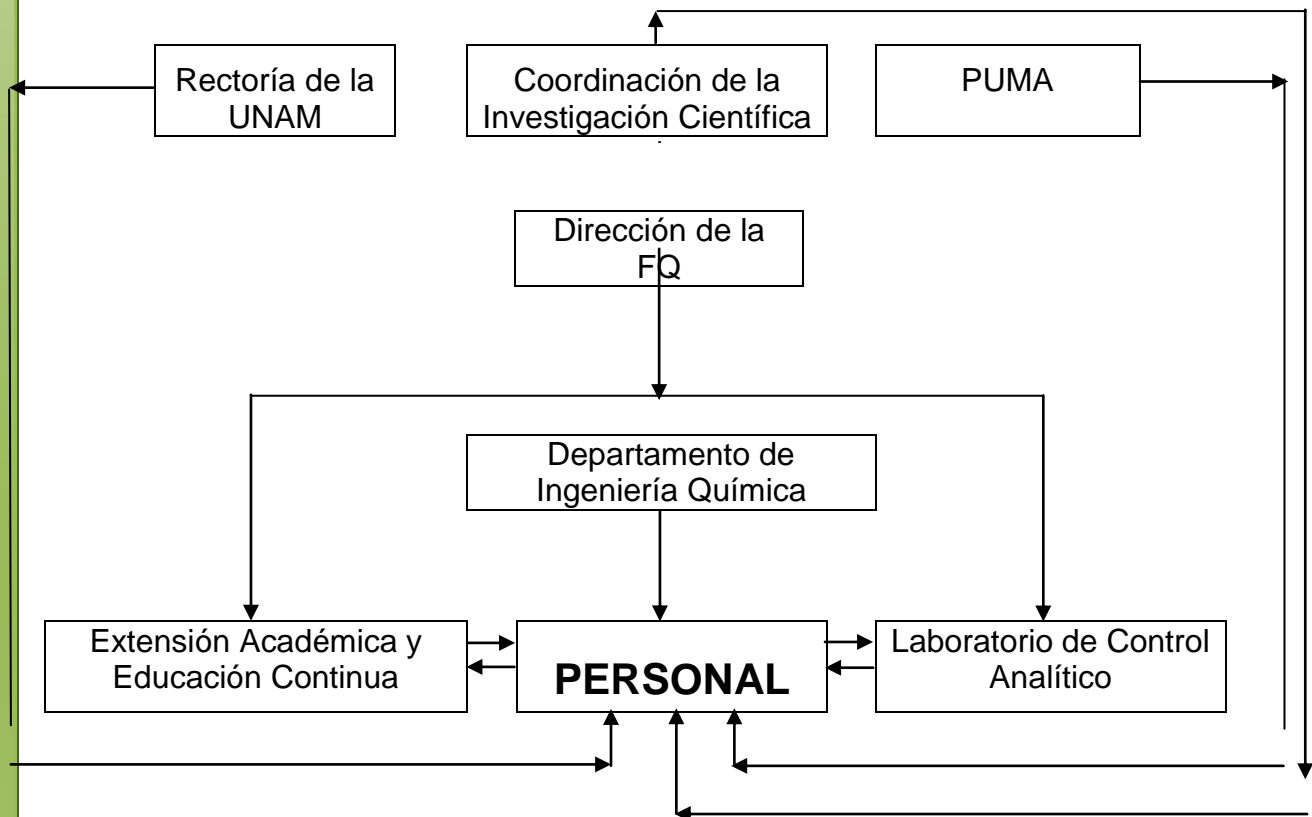 Rectoría de la
UNAM
Coordinación de la
Investigación Científica
PUMA
Dirección de la
FQ
Departamento de
Ingeniería Química
Extensión Académica y
Educación Continua
PERSONAL
Laboratorio de Control
Analítico